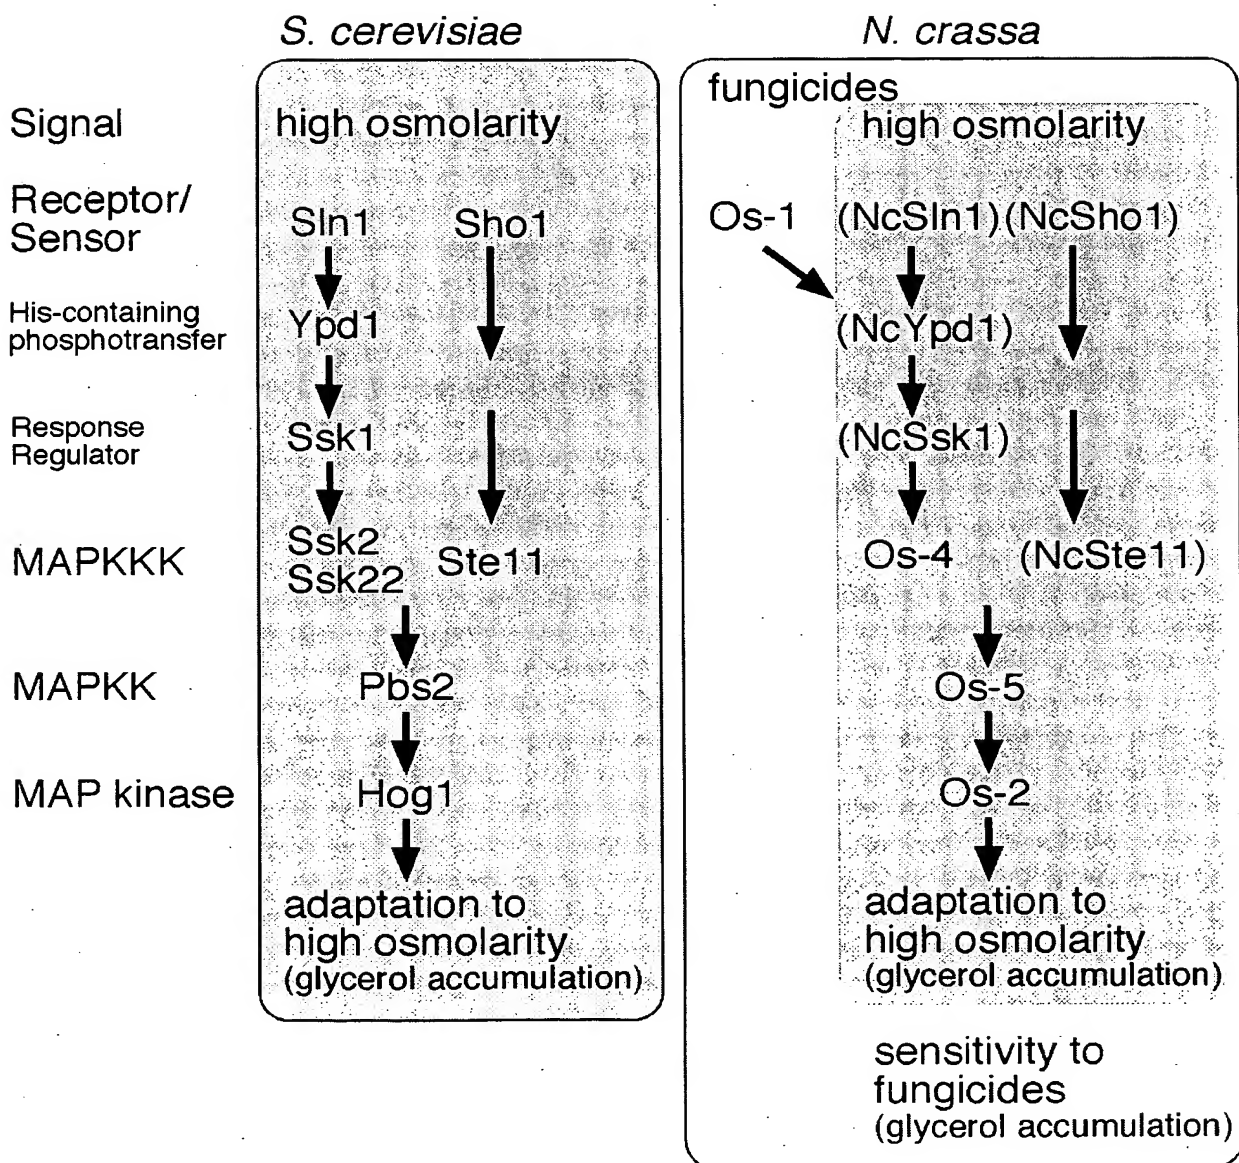 S. cerevisiae
N. crassa
fungicides
Signal
high osmolarity
high osmolarity
Receptor/
Sensor
Sln1
Sho1
Os-1
(NcSln1)
(NcSho1)
His-containing
phosphotransfer
Ypd1
(NcYpd1)
Response
Regulator
Ssk1
(NcSsk1)
MAPKKK
Ssk2
Ssk22
Ste11
Os-4
(NcSte11)
MAPKK
Pbs2
Os-5
MAP kinase
Hog1
Os-2
adaptation to
high osmolarity
(glycerol accumulation)
adaptation to
high osmolarity
(glycerol accumulation)
sensitivity to
fungicides
(glycerol accumulation)